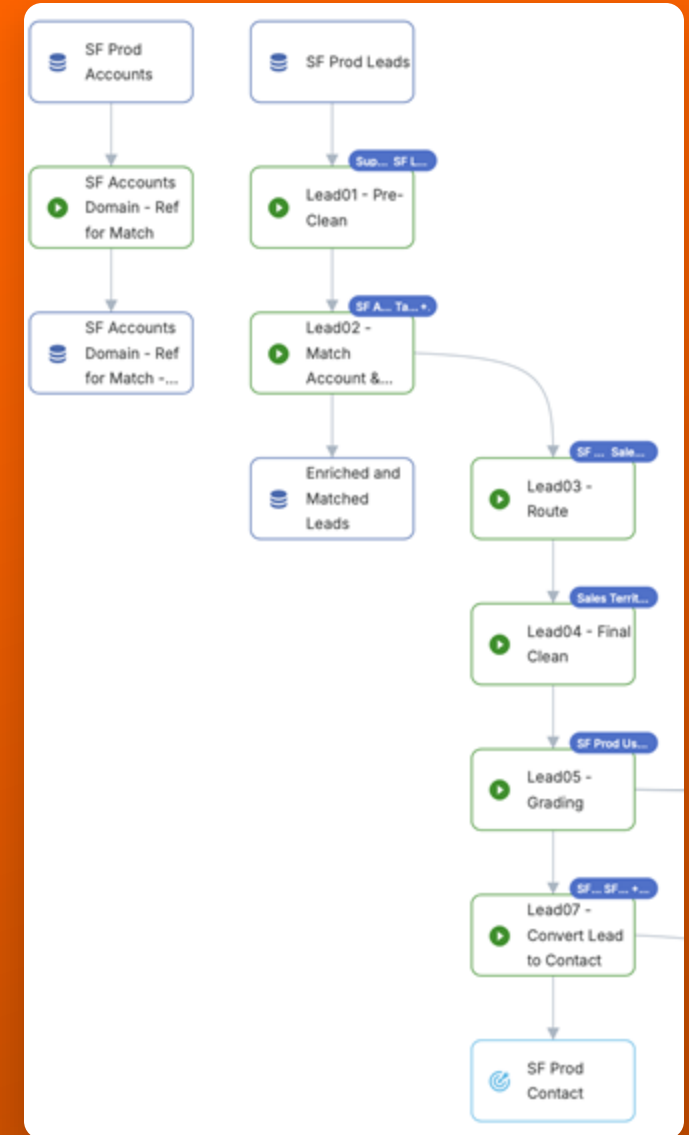 SF Prod
Accounts
SF Prod Leads
SF Accounts
Domain - Ref
for Match
Sup... SF L...
Lead01 - Pre-
Clean
SF Accounts
Domain - Ref
for Match -...
SF A... Ta... +.
Lead02 -
Match
Account &...
Enriched and
Matched
Leads
SF ... Sale...
Lead03 -
Route
Sales Territ...
Lead04 - Final
Clean
SF Prod Us...
Lead05 -
Grading
SF... SF... +...
Lead07 -
Convert Lead
to Contact
SF Prod
Contact